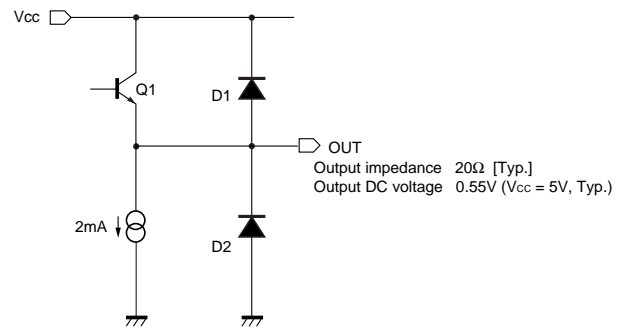 Vcc
Q1
D1
OUT
Output impedance 20Ω [Typ.]
Output DC voltage 0.55V (Vcc = 5V, Typ.)
2mA
D2